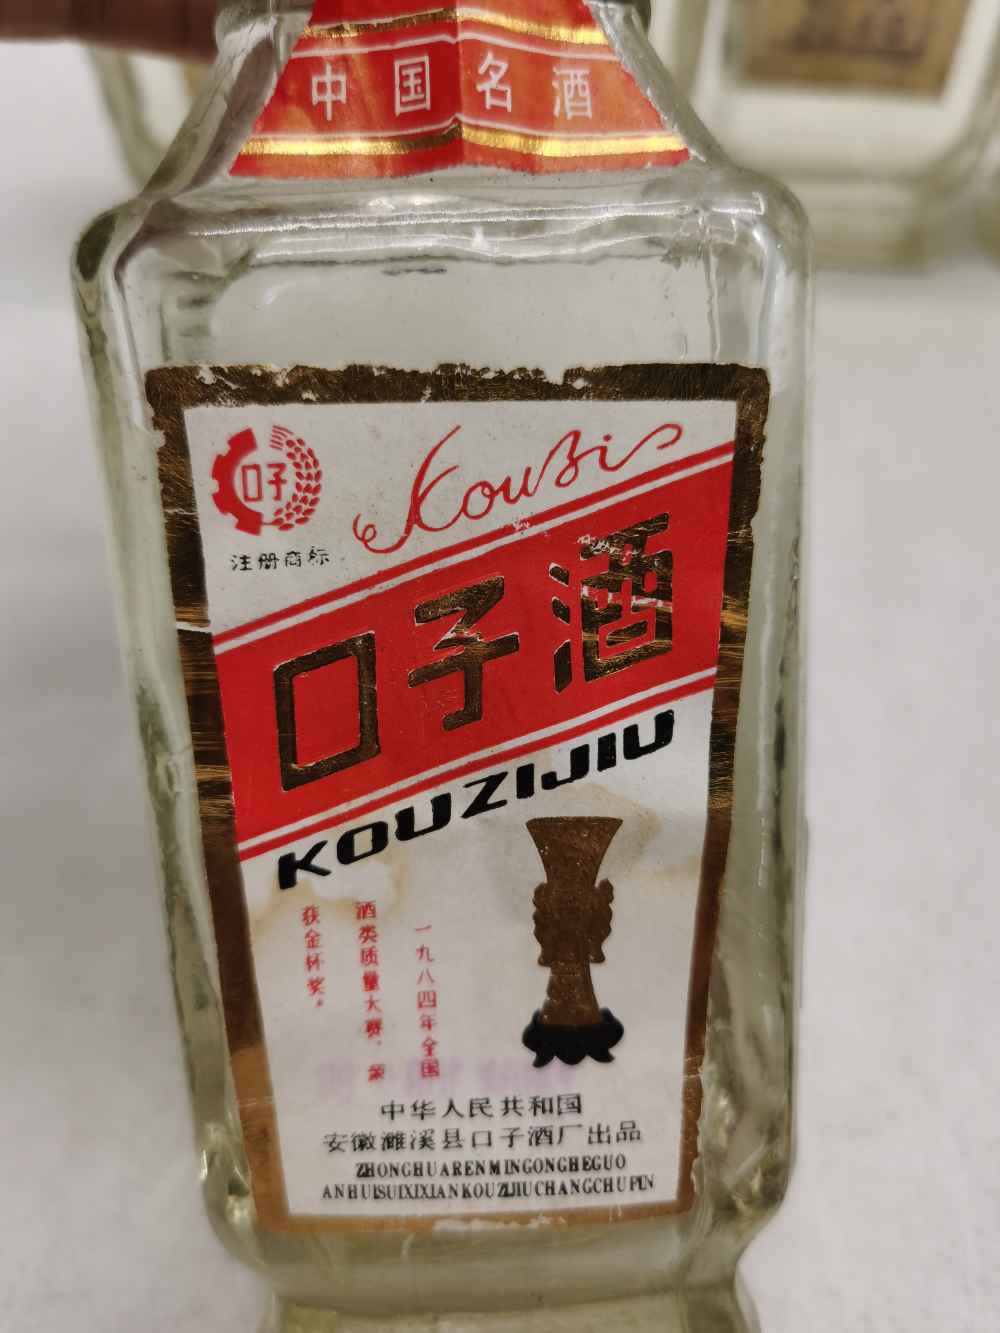 中国名酒
口子
注册商标
Kouzi
口子酒
KOUZIJIU
一九八四年全国
酒类质量大赛，荣
获金杯奖。
中华人民共和国
安徽濉溪县口子酒厂出品
ZHONGHUARENMINGONGHEGUO
ANHUISUIXIXIANKOUZIJIUCHANGCHUPIN